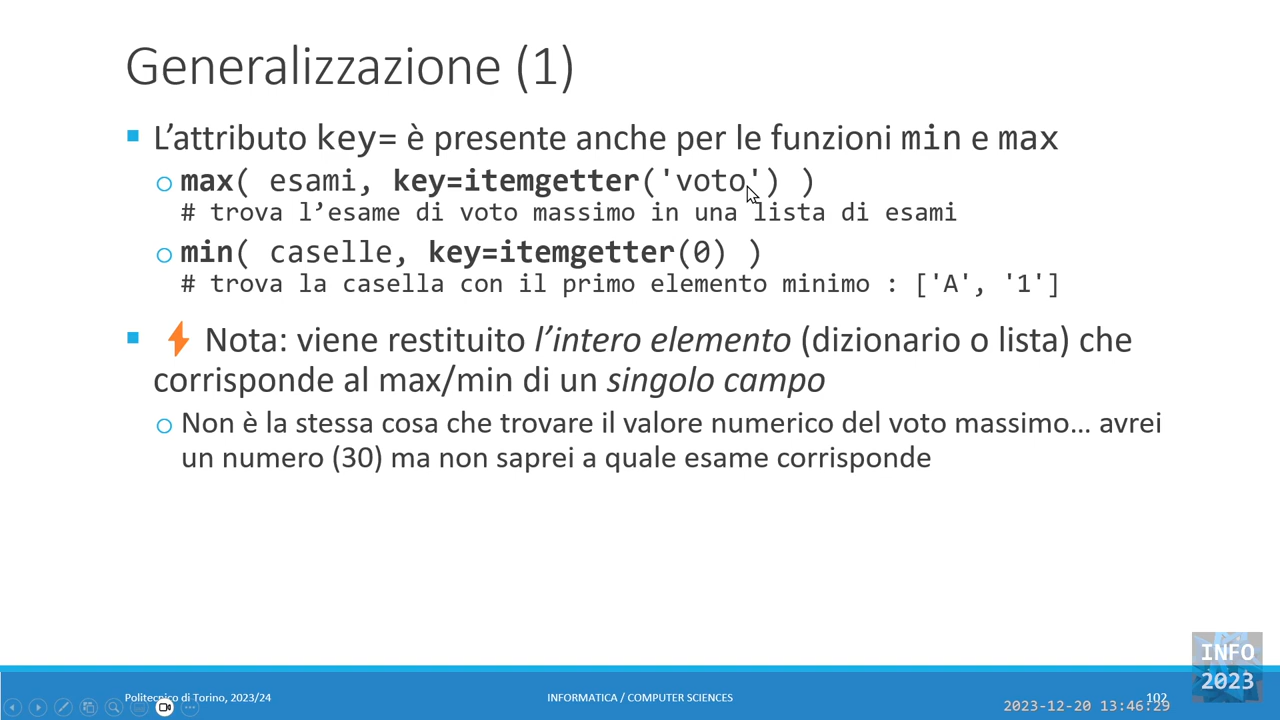 Generalizzazione (1)
L’attributo key= è presente anche per le funzioni min e max
max( esami, key=itemgetter('voto') )
# trova l’esame di voto massimo in una lista di esami
min( caselle, key=itemgetter(0) )
# trova la casella con il primo elemento minimo : ['A', '1']
Nota: viene restituito l’intero elemento (dizionario o lista) che
corrisponde al max/min di un singolo campo
Non è la stessa cosa che trovare il valore numerico del voto massimo… avrei
un numero (30) ma non saprei a quale esame corrisponde
INFO
2023
Politecnico di Torino, 2023/24
INFORMATICA / COMPUTER SCIENCES
102
2023-12-20 13:46:29